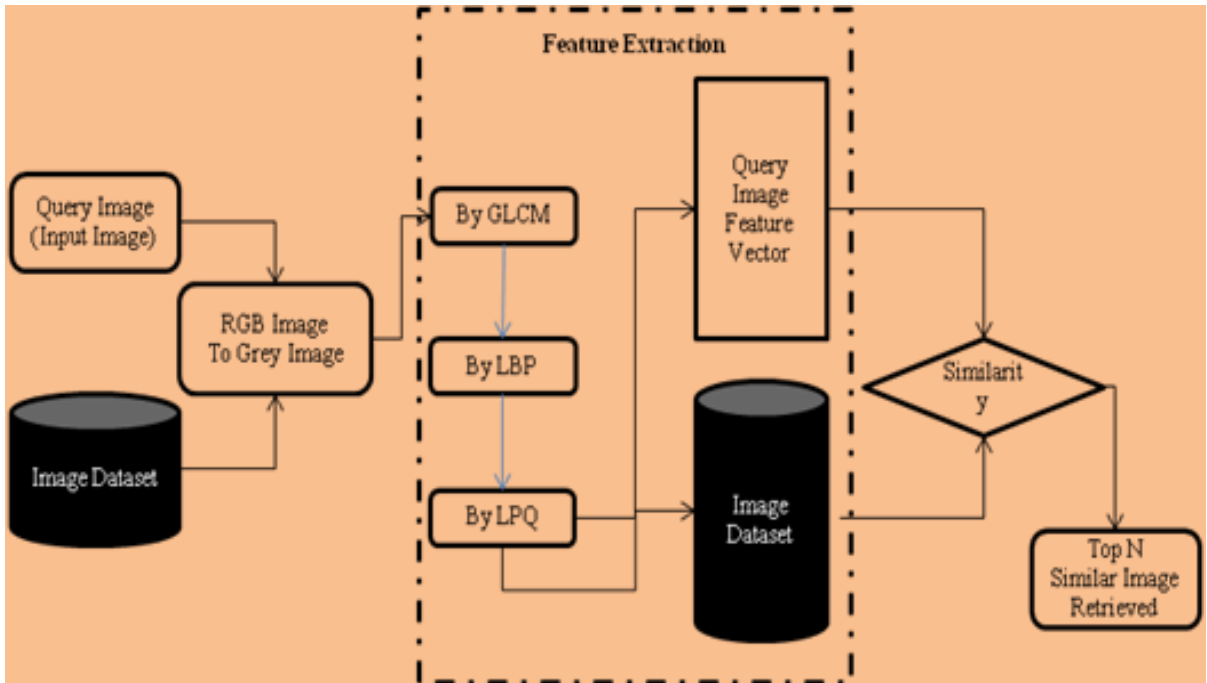 Feature Extraction
Query Image
(Input Image)
RGB Image
To Grey Image
Image Dataset
By GLCM
By LBP
By LPQ
Query
Image
Feature
Vector
Image
Dataset
Similarit
y
Top N
Similar Image
Retrieved